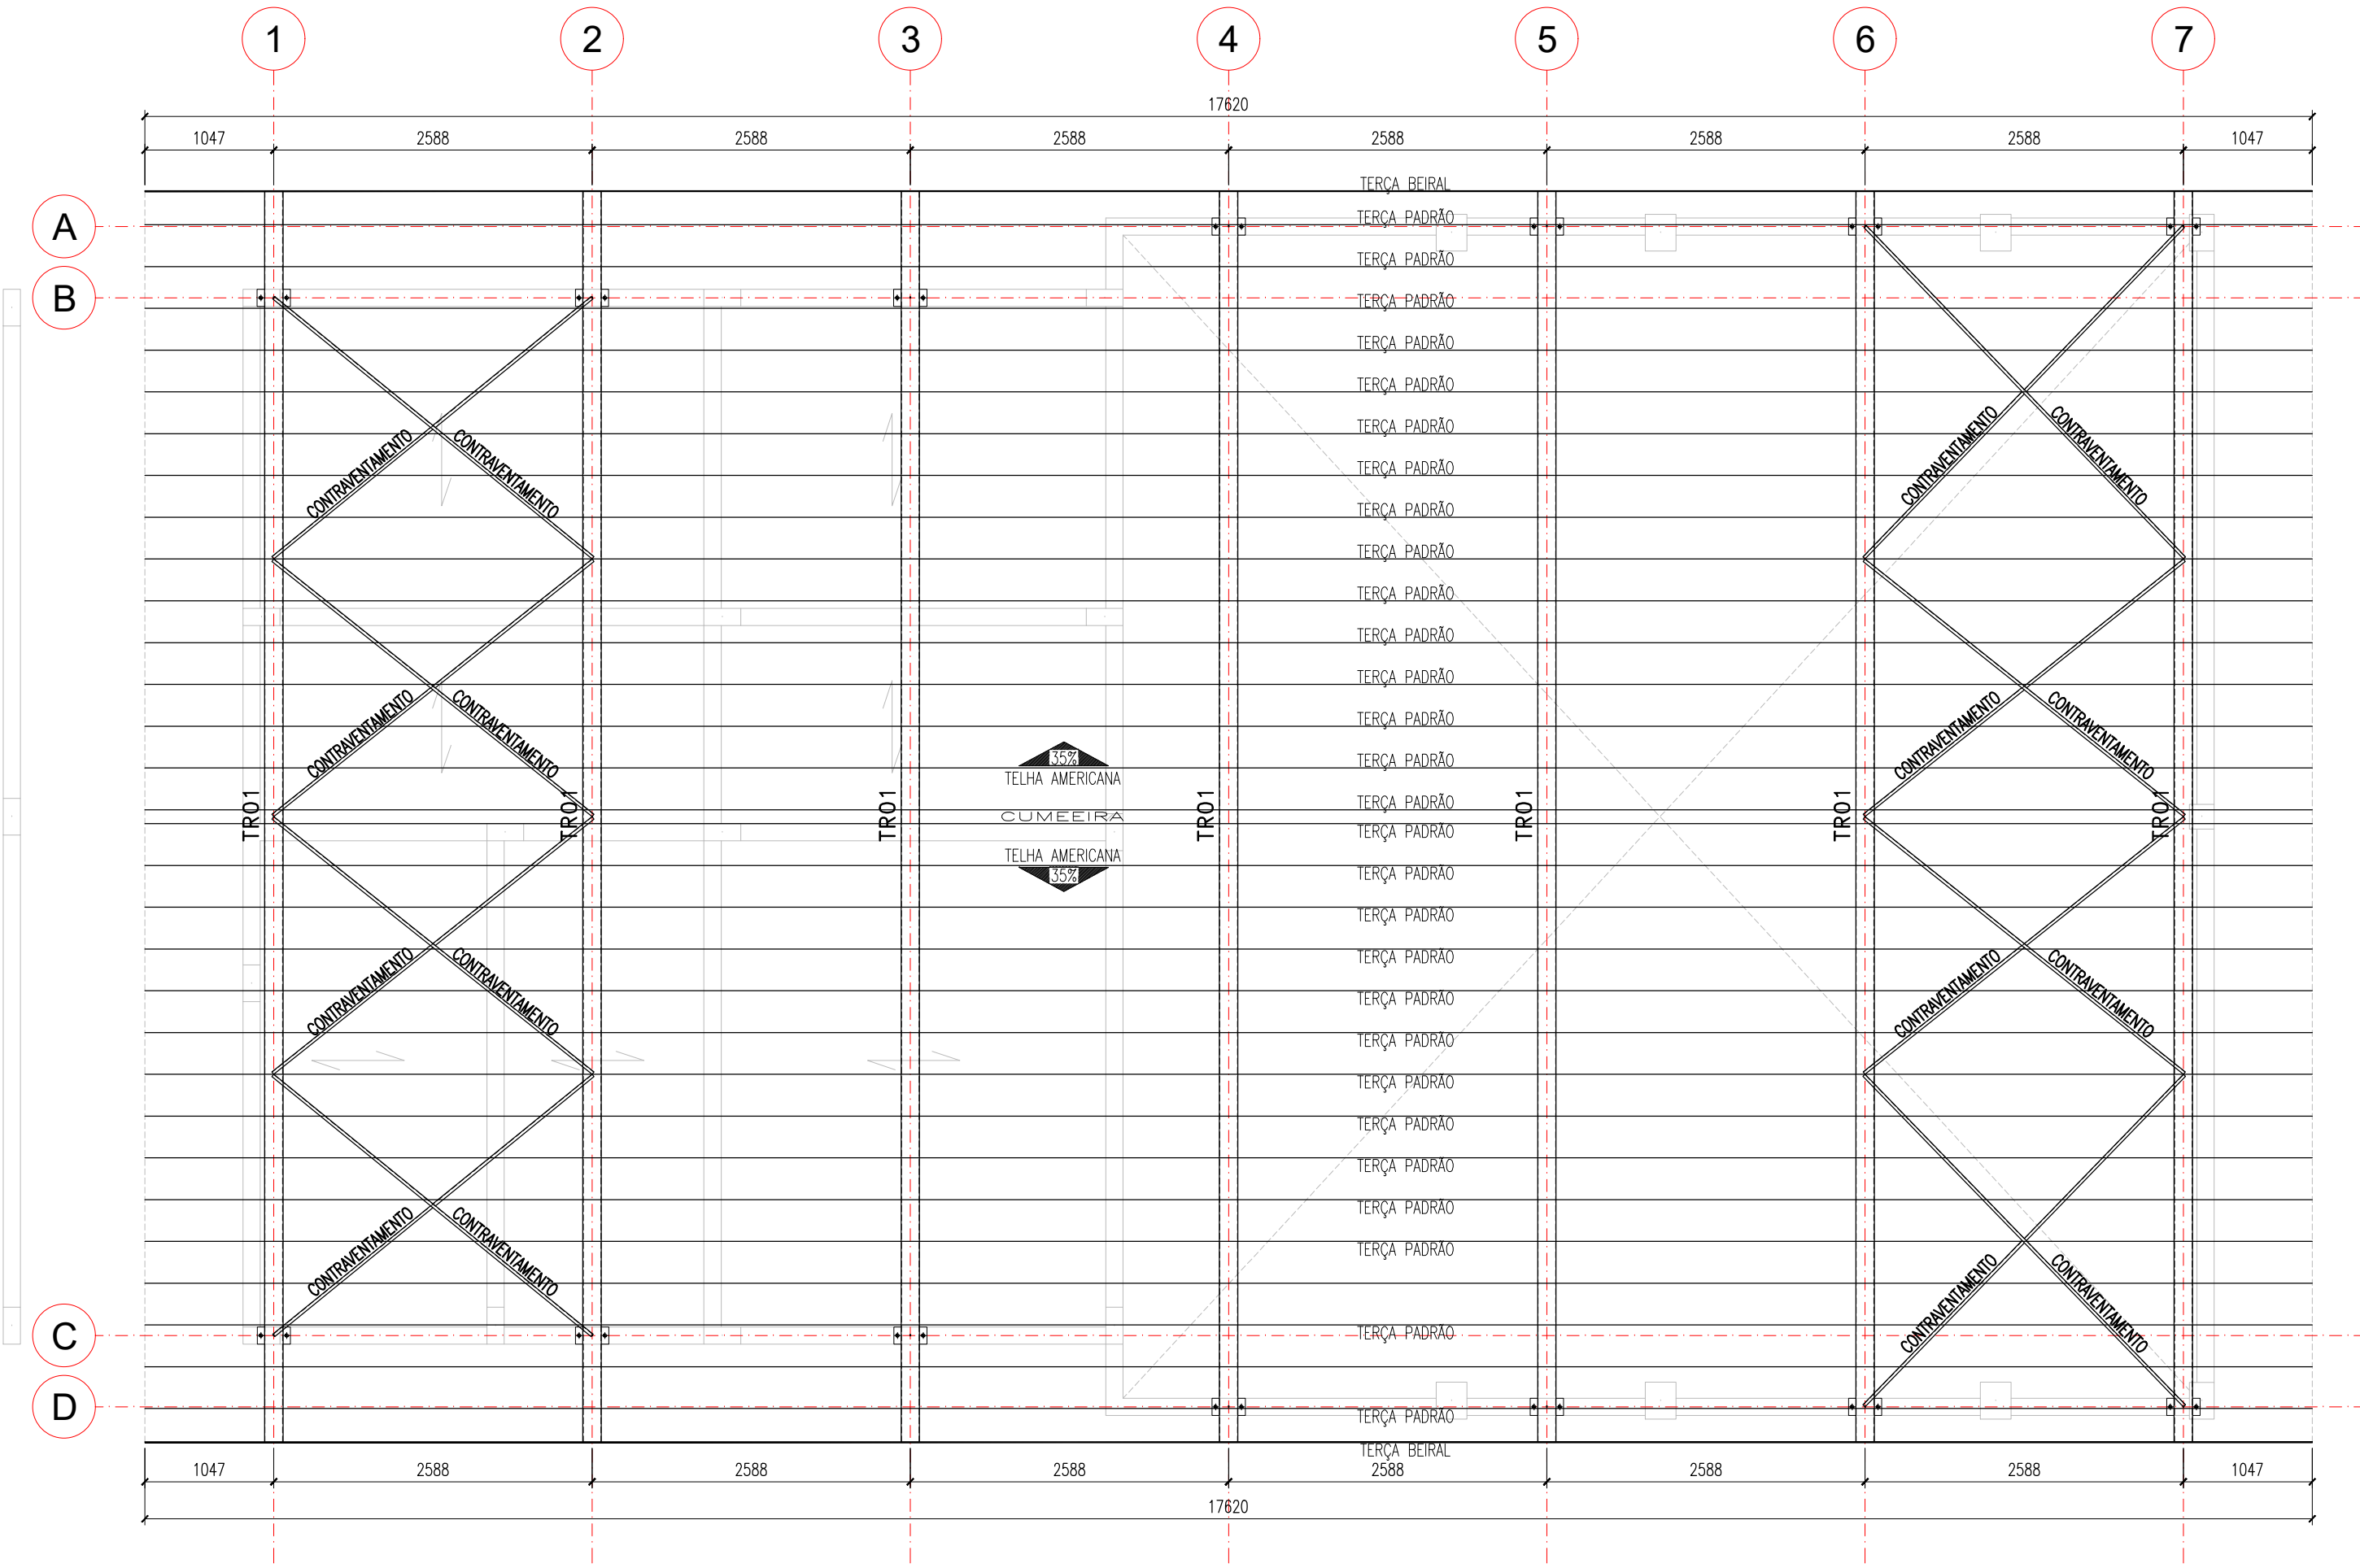 1
2
3
4
5
6
7
17620
1047 2588 2588 2588 2588 2588 2588 1047
TERÇA BEIRAL
A
TERÇA PADRÃO
TERÇA PADRÃO
B
TERÇA PADRÃO
TERÇA PADRÃO
TERÇA PADRÃO
TERÇA PADRÃO
CONTRAVENTAMENTO
CONTRAVENTAMENTO
CONTRAVENTAMENTO
CONTRAVENTAMENTO
TERÇA PADRÃO
TERÇA PADRÃO
TERÇA PADRÃO
TERÇA PADRÃO
TERÇA PADRÃO
TERÇA PADRÃO
TERÇA PADRÃO
CONTRAVENTAMENTO
CONTRAVENTAMENTO
CONTRAVENTAMENTO
CONTRAVENTAMENTO
35%
TERÇA PADRÃO
TELHA AMERICANA
TERÇA PADRÃO
TR01
TR01
TR01
CUMEEIRA
TR01
TR01
TR01
TR01
TERÇA PADRÃO
TELHA AMERICANA
35%
TERÇA PADRÃO
TERÇA PADRÃO
TERÇA PADRÃO
CONTRAVENTAMENTO
CONTRAVENTAMENTO
CONTRAVENTAMENTO
CONTRAVENTAMENTO
TERÇA PADRÃO
TERÇA PADRÃO
TERÇA PADRÃO
TERÇA PADRÃO
TERÇA PADRÃO
TERÇA PADRÃO
TERÇA PADRÃO
CONTRAVENTAMENTO
CONTRAVENTAMENTO
CONTRAVENTAMENTO
CONTRAVENTAMENTO
C
TERÇA PADRÃO
D
TERÇA PADRÃO
TERÇA BEIRAL
1047 2588 2588 2588 2588 2588 2588 1047
17620